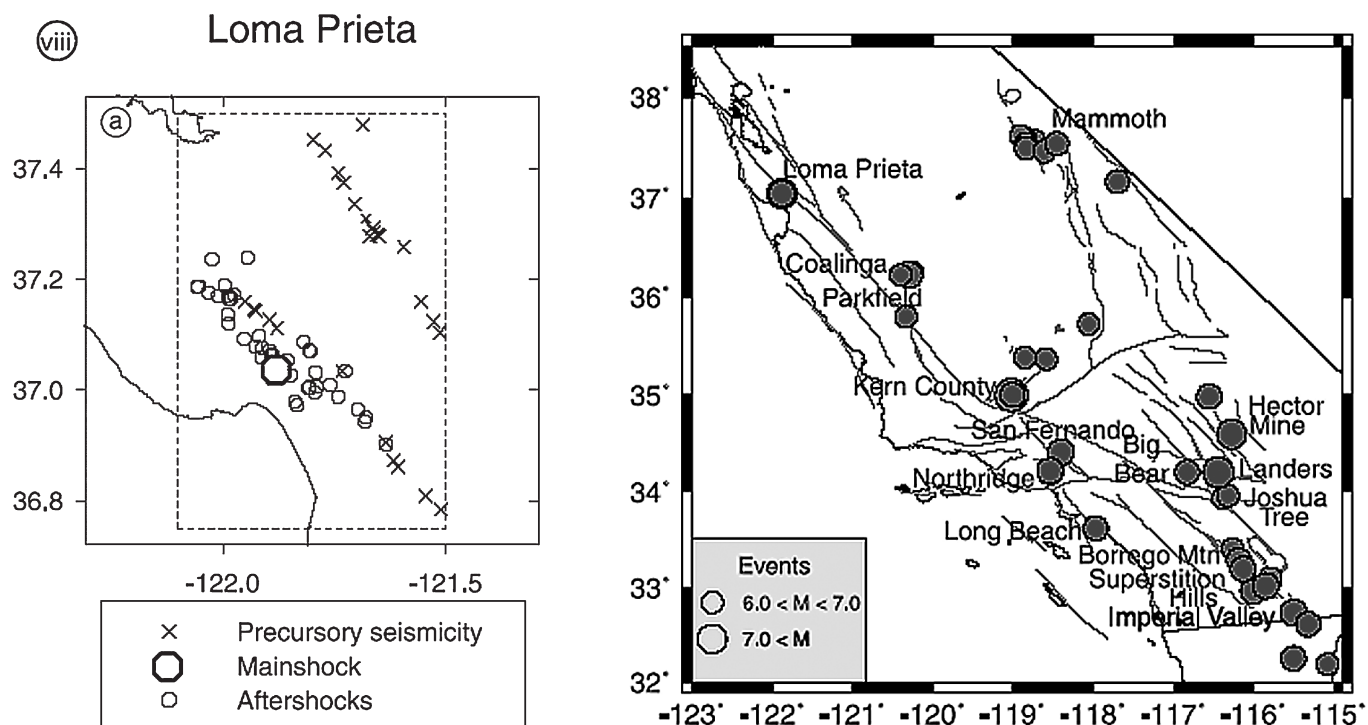 viii
Loma Prieta
a
37.4
37.2
37.0
36.8
-122.0
-121.5
Precursory seismicity
Mainshock
Aftershocks
38°
37°
36°
35°
34°
33°
32°
Mammoth
Loma Prieta
Coalinga
Parkfield
Kern County
Hector
Mine
San Fernando
Big
Bear
Northridge
Landers
Joshua
Tree
Long Beach
Borrego Mtn
Superstition
Hills
Imperial Valley
Events
6.0 < M < 7.0
7.0 < M
-123° -122° -121° -120° -119° -118° -117° -116° -115°